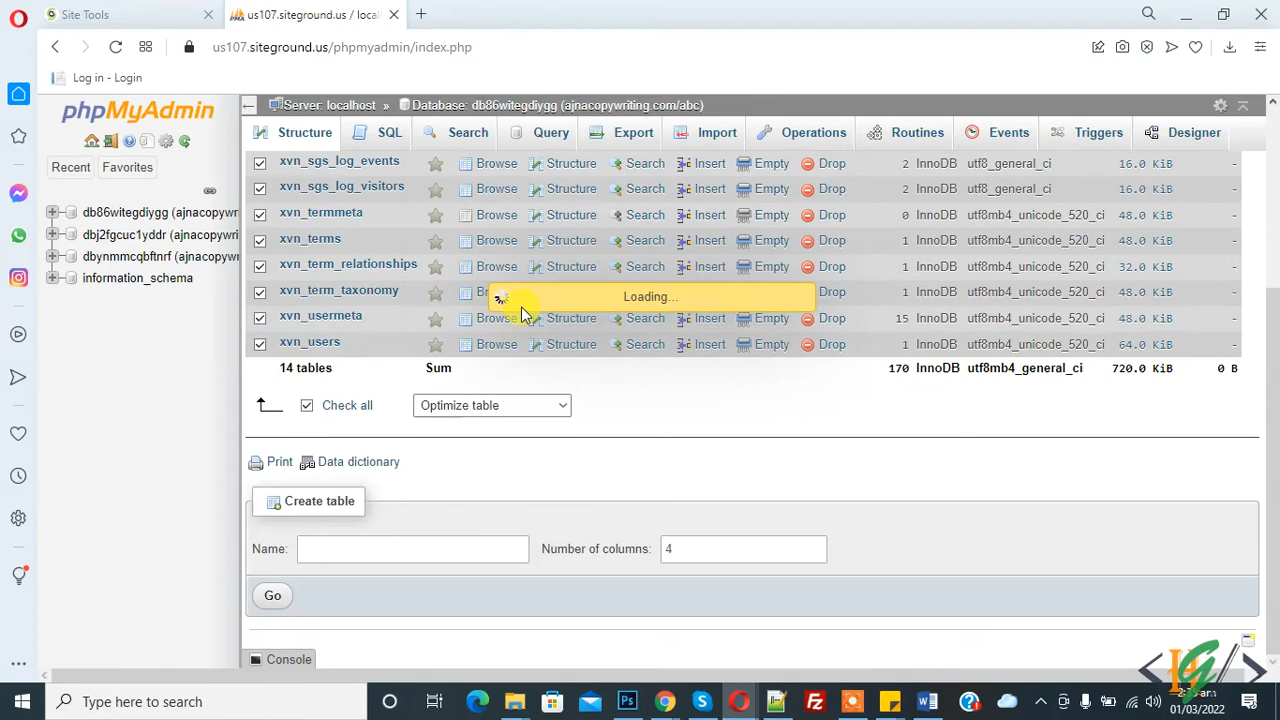 Site Tools
us107.siteground.us / local
us107.siteground.us/phpmyadmin/index.php
Log in - Login
phpMyAdmin
Recent Favorites
db86witegdiygg (ajnacopywri
dbj2fgcuc1yddr (ajnacopywr
dbynmmcqbftnrf (ajnacopywr
information_schema
Server: localhost » Database: db86witegdiygg (ajnacopywriting.com/abc)
Structure SQL Search Query Export Import Operations Routines Events Triggers Designer
xvn_sgs_log_events Browse Structure Search Insert Empty Drop 2 InnoDB utf8_general_ci 16.0 KiB -
xvn_sgs_log_visitors Browse Structure Search Insert Empty Drop 2 InnoDB utf8_general_ci 16.0 KiB -
xvn_termmeta Browse Structure Search Insert Empty Drop 0 InnoDB utf8mb4_unicode_520_ci 48.0 KiB -
xvn_terms Browse Structure Search Insert Empty Drop 1 InnoDB utf8mb4_unicode_520_ci 48.0 KiB -
xvn_term_relationships Browse Structure Search Insert Empty Drop 1 InnoDB utf8mb4_unicode_520_ci 32.0 KiB -
xvn_term_taxonomy Loading... Drop 1 InnoDB utf8mb4_unicode_520_ci 48.0 KiB -
xvn_usermeta Browse Structure Search Insert Empty Drop 15 InnoDB utf8mb4_unicode_520_ci 48.0 KiB -
xvn_users Browse Structure Search Insert Empty Drop 1 InnoDB utf8mb4_unicode_520_ci 64.0 KiB -
14 tables Sum 170 InnoDB utf8mb4_general_ci 720.0 KiB 0 B
Check all Optimize table
Print Data dictionary
Create table
Name: Number of columns: 4
Go
Console
Type here to search
01/03/2022